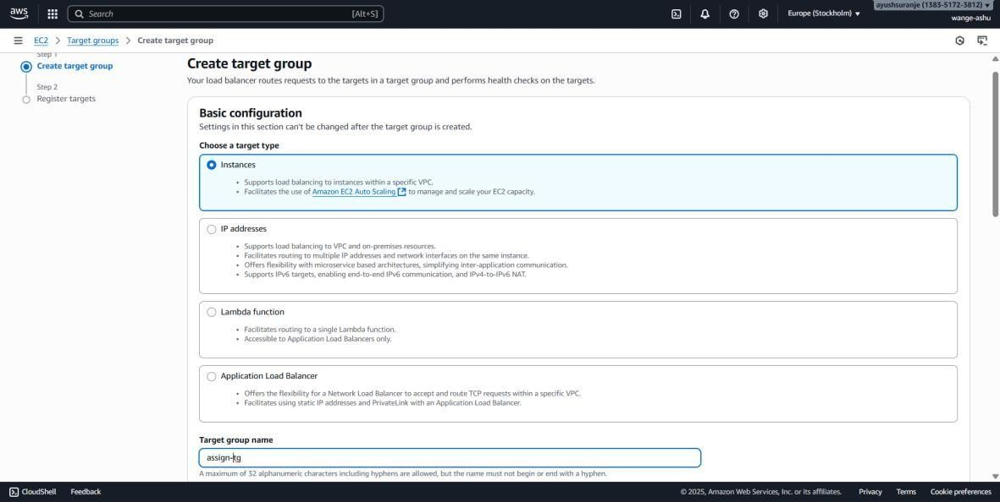 aws
Search
[Alt+S]
Europe (Stockholm)
ayushsuranje (1383-5172-3812)
wange-ashu
EC2
Target groups
Create target group
Step 1
Create target group
Step 2
Register targets
Create target group
Your load balancer routes requests to the targets in a target group and performs health checks on the targets.
Basic configuration
Settings in this section can't be changed after the target group is created.
Choose a target type
Instances
Supports load balancing to instances within a specific VPC.
Facilitates the use of Amazon EC2 Auto Scaling to manage and scale your EC2 capacity.
IP addresses
Supports load balancing to VPC and on-premises resources.
Facilitates routing to multiple IP addresses and network interfaces on the same instance.
Offers flexibility with microservice based architectures, simplifying inter-application communication.
Supports IPv6 targets, enabling end-to-end IPv6 communication, and IPv4-to-IPv6 NAT.
Lambda function
Facilitates routing to a single Lambda function.
Accessible to Application Load Balancers only.
Application Load Balancer
Offers the flexibility for a Network Load Balancer to accept and route TCP requests within a specific VPC.
Facilitates using static IP addresses and PrivateLink with an Application Load Balancer.
Target group name
assign-tg
A maximum of 32 alphanumeric characters including hyphens are allowed, but the name must not begin or end with a hyphen.
CloudShell
Feedback
© 2025, Amazon Web Services, Inc. or its affiliates.
Privacy
Terms
Cookie preferences